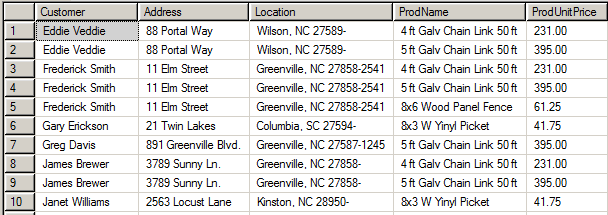 Customer Address Location ProdName ProdUnitPrice
1 Eddie Veddie 88 Portal Way Wilson, NC 27589- 4 ft Galv Chain Link 50 ft 231.00
2 Eddie Veddie 88 Portal Way Wilson, NC 27589- 5 ft Galv Chain Link 50 ft 395.00
3 Frederick Smith 11 Elm Street Greenville, NC 27858-2541 4 ft Galv Chain Link 50 ft 231.00
4 Frederick Smith 11 Elm Street Greenville, NC 27858-2541 5 ft Galv Chain Link 50 ft 395.00
5 Frederick Smith 11 Elm Street Greenville, NC 27858-2541 8x6 Wood Panel Fence 61.25
6 Gary Erickson 21 Twin Lakes Columbia, SC 27594- 8x3 W Yinyl Picket 41.75
7 Greg Davis 891 Greenville Blvd. Greenville, NC 27587-1245 5 ft Galv Chain Link 50 ft 395.00
8 James Brewer 3789 Sunny Ln. Greenville, NC 27858- 4 ft Galv Chain Link 50 ft 231.00
9 James Brewer 3789 Sunny Ln. Greenville, NC 27858- 5 ft Galv Chain Link 50 ft 395.00
10 Janet Williams 2563 Locust Lane Kinston, NC 28950- 8x3 W Yinyl Picket 41.75